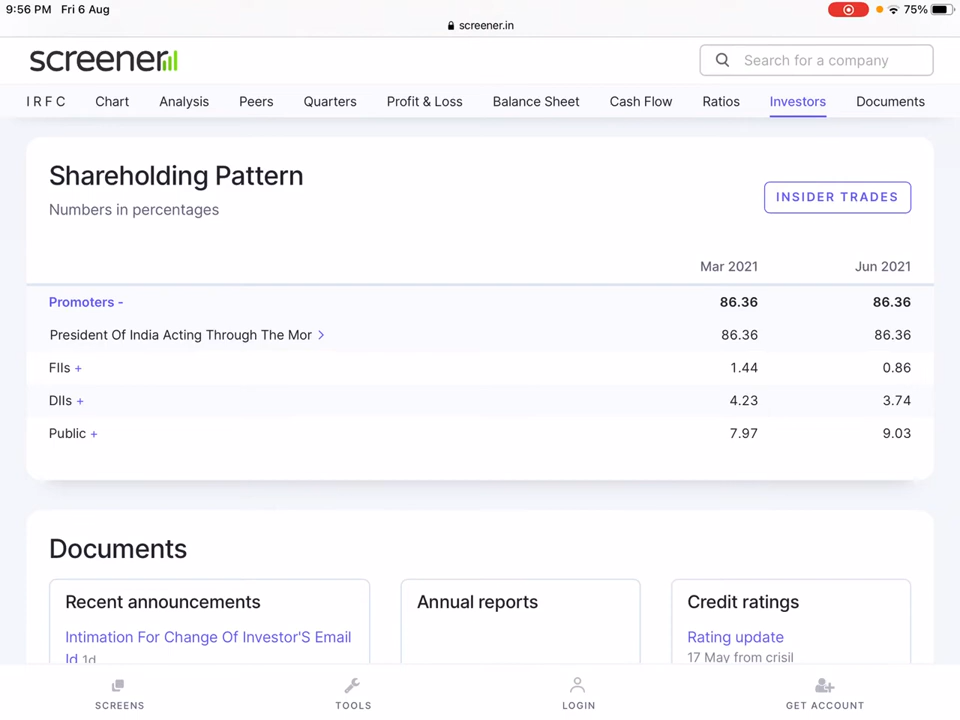 9:56 PM Fri 6 Aug
75%
screener.in
screener
Search for a company
I R F C Chart Analysis Peers Quarters Profit & Loss Balance Sheet Cash Flow Ratios Investors Documents
Shareholding Pattern
Numbers in percentages
INSIDER TRADES
Mar 2021 Jun 2021
Promoters - 86.36 86.36
President Of India Acting Through The Mor 86.36 86.36
FIIs + 1.44 0.86
DIIs + 4.23 3.74
Public + 7.97 9.03
Documents
Recent announcements Annual reports Credit ratings
Intimation For Change Of Investor'S Email Rating update
Id 1d 17 May from crisil
SCREENS TOOLS LOGIN GET ACCOUNT